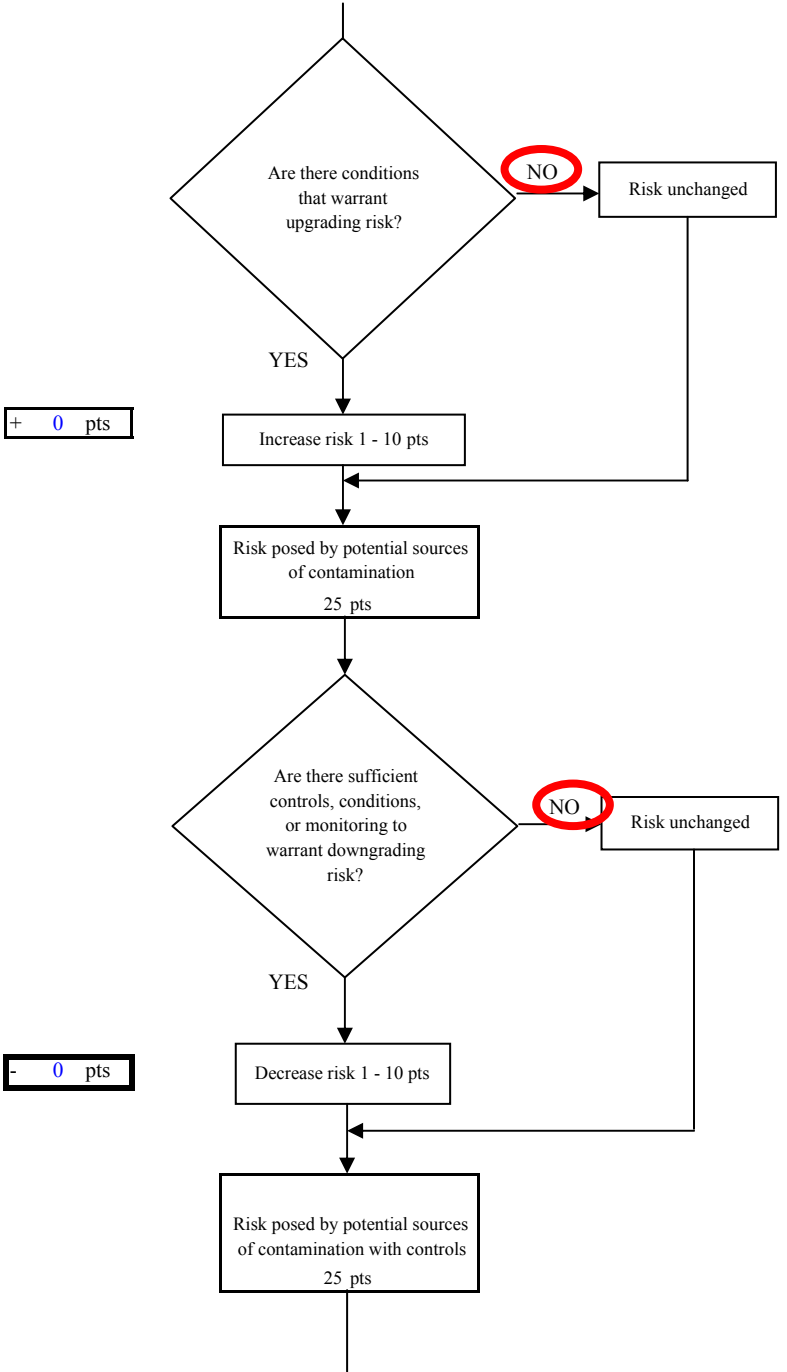 Are there conditions
that warrant
upgrading risk?
NO
Risk unchanged
YES
+ 0 pts
Increase risk 1 - 10 pts
Risk posed by potential sources
of contamination
25 pts
Are there sufficient
controls, conditions,
or monitoring to
warrant downgrading
risk?
NO
Risk unchanged
YES
- 0 pts
Decrease risk 1 - 10 pts
Risk posed by potential sources
of contamination with controls
25 pts